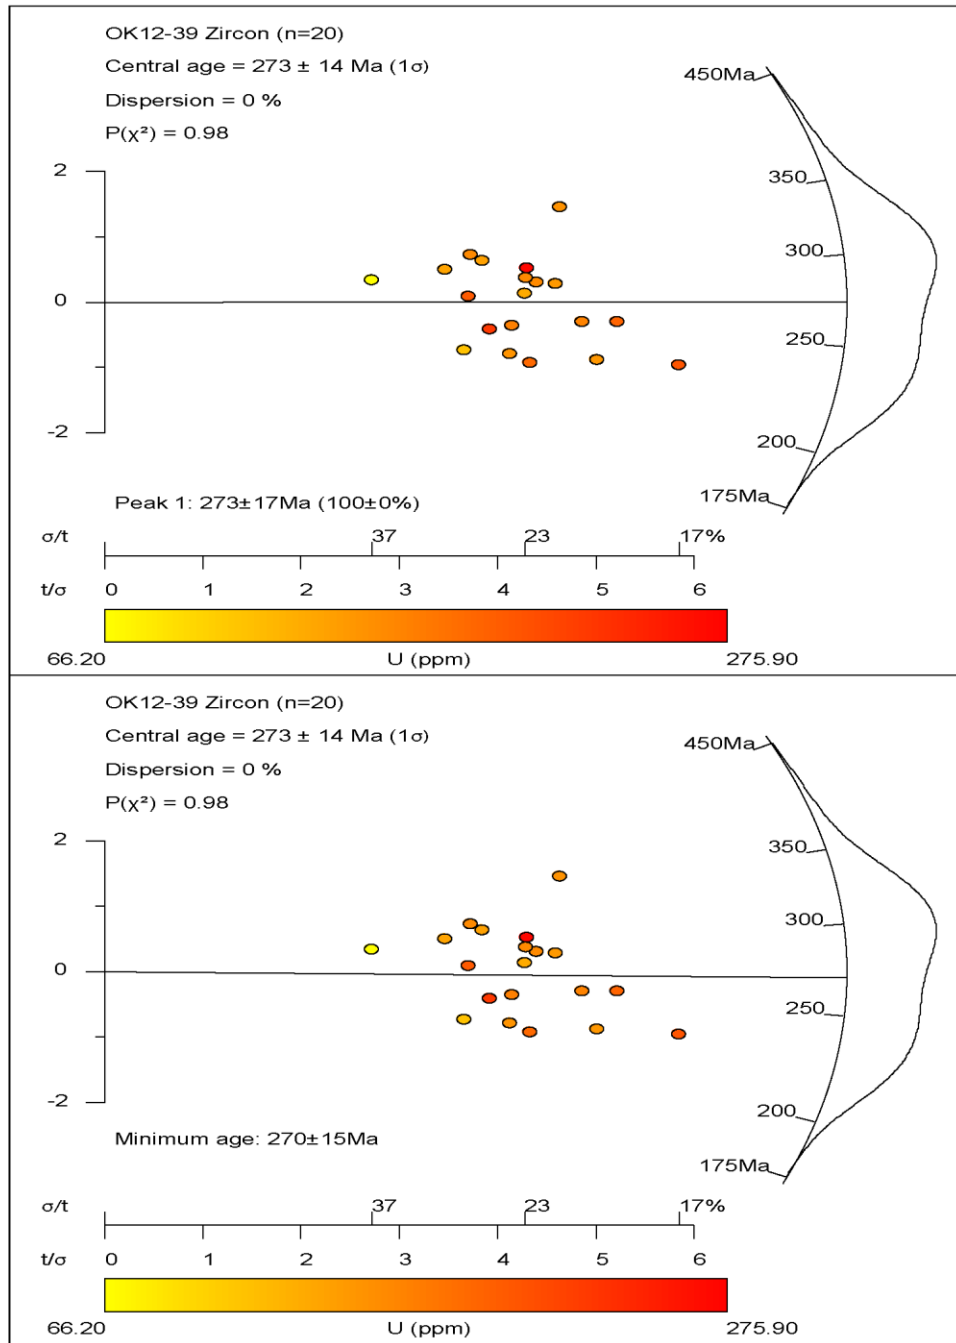 OK12-39 Zircon (n=20)
Central age = 273 ± 14 Ma (1σ)
Dispersion = 0 %
P(χ²) = 0.98
450Ma
350
300
250
200
175Ma
2
0
-2
Peak 1: 273±17Ma (100±0%)
σ/t 37 23 17%
t/σ 0 1 2 3 4 5 6
66.20 U (ppm) 275.90
OK12-39 Zircon (n=20)
Central age = 273 ± 14 Ma (1σ)
Dispersion = 0 %
P(χ²) = 0.98
450Ma
350
300
250
200
175Ma
2
0
-2
Minimum age: 270±15Ma
σ/t 37 23 17%
t/σ 0 1 2 3 4 5 6
66.20 U (ppm) 275.90